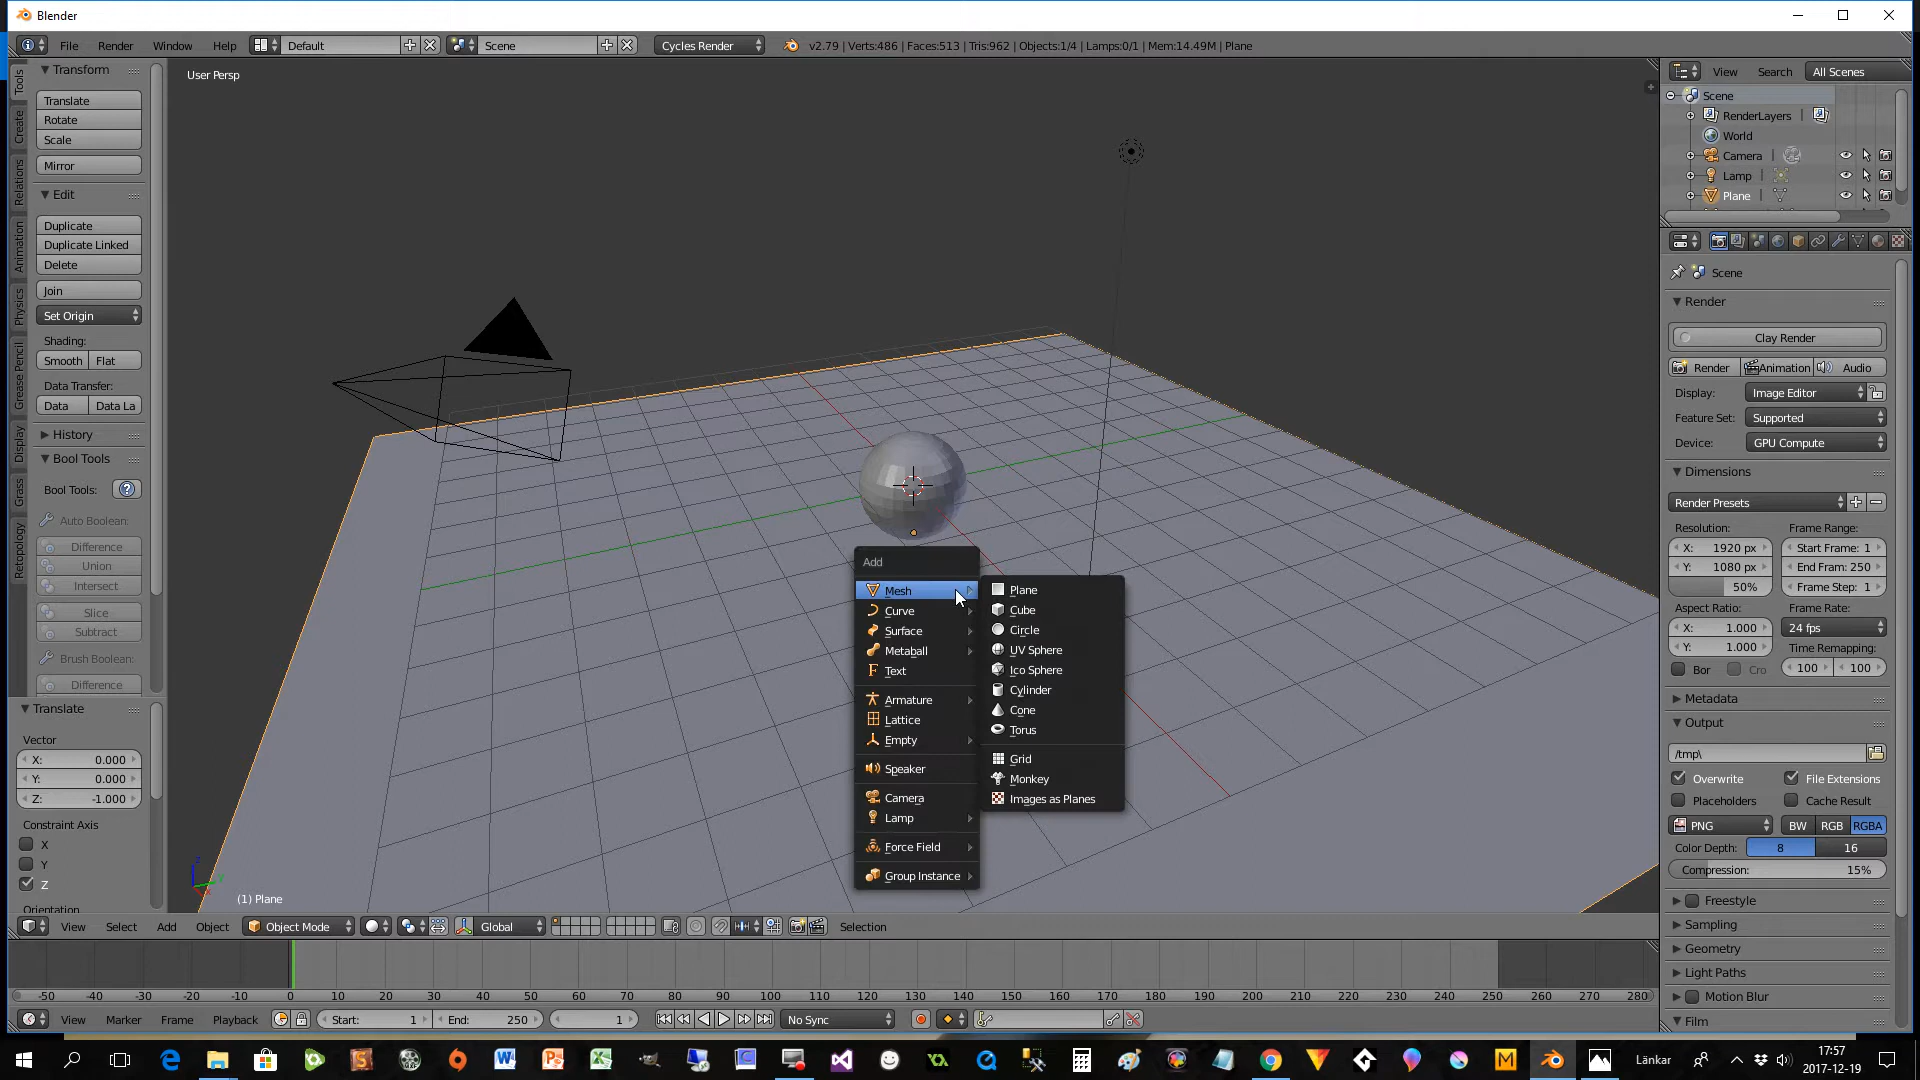 Blender
File Render Window Help Default Scene Cycles Render v2.79 | Verts:486 | Faces:513 | Tris:962 | Objects:1/4 | Lamps:0/1 | Mem:14.49M | Plane
Tools
Create
Relations
Animation
Physics
Grease Pencil
Display
Grass
Retopology
Transform
Translate
Rotate
Scale
Mirror
Edit
Duplicate
Duplicate Linked
Delete
Join
Set Origin
Shading:
Smooth Flat
Data Transfer:
Data Data La
History
Bool Tools
Bool Tools:
Auto Boolean:
Difference
Union
Intersect
Slice
Subtract
Brush Boolean:
Difference
Translate
Vector
X: 0.000
Y: 0.000
Z: -1.000
Constraint Axis
X
Y
Z
Orientation
User Persp
(1) Plane
Add
Mesh
Curve
Surface
Metaball
Text
Armature
Lattice
Empty
Speaker
Camera
Lamp
Force Field
Group Instance
Plane
Cube
Circle
UV Sphere
Ico Sphere
Cylinder
Cone
Torus
Grid
Monkey
Images as Planes
View Select Add Object Object Mode Global Selection
-50 -40 -30 -20 -10 0 10 20 30 40 50 60 70 80 90 100 110 120 130 140 150 160 170 180 190 200 210 220 230 240 250 260 270 280
View Marker Frame Playback Start: 1 End: 250 1 No Sync
View Search All Scenes
Scene
RenderLayers
World
Camera
Lamp
Plane
Scene
Render
Clay Render
Render Animation Audio
Display: Image Editor
Feature Set: Supported
Device: GPU Compute
Dimensions
Render Presets
Resolution: Frame Range:
X: 1920 px Start Frame: 1
Y: 1080 px End Fram: 250
50% Frame Step: 1
Aspect Ratio: Frame Rate:
X: 1.000 24 fps
Y: 1.000 Time Remapping:
Bor Cro 100 100
Metadata
Output
/tmp\
Overwrite File Extensions
Placeholders Cache Result
PNG BW RGB RGBA
Color Depth: 8 16
Compression: 15%
Freestyle
Sampling
Geometry
Light Paths
Motion Blur
Film
Länkar
17:57
2017-12-19